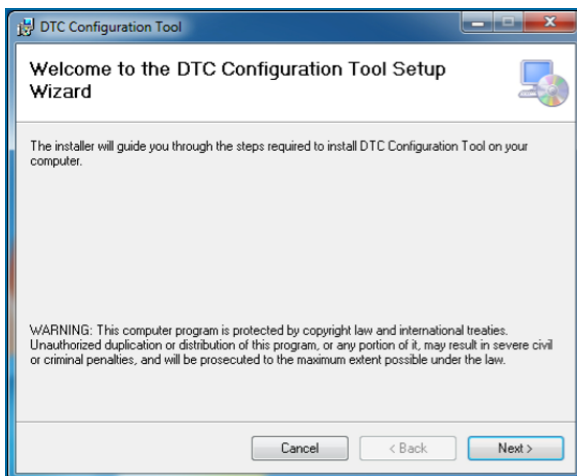 DTC Configuration Tool
Welcome to the DTC Configuration Tool Setup
Wizard
The installer will guide you through the steps required to install DTC Configuration Tool on your
computer.
WARNING: This computer program is protected by copyright law and international treaties.
Unauthorized duplication or distribution of this program, or any portion of it, may result in severe civil
or criminal penalties, and will be prosecuted to the maximum extent possible under the law.
Cancel < Back Next >